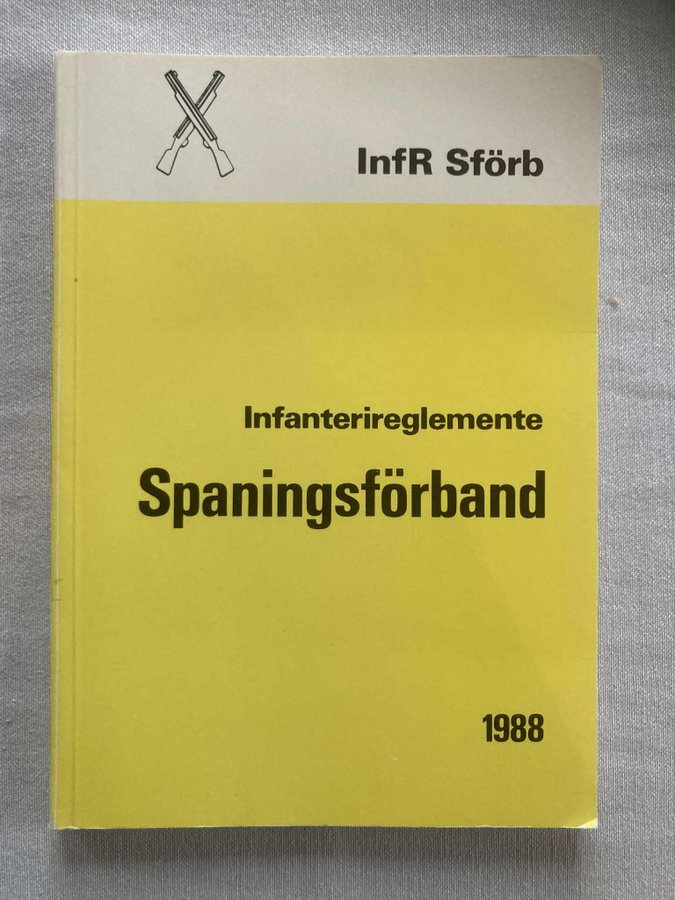 InfR Sförb
Infanterireglemente
Spaningsförband
1988